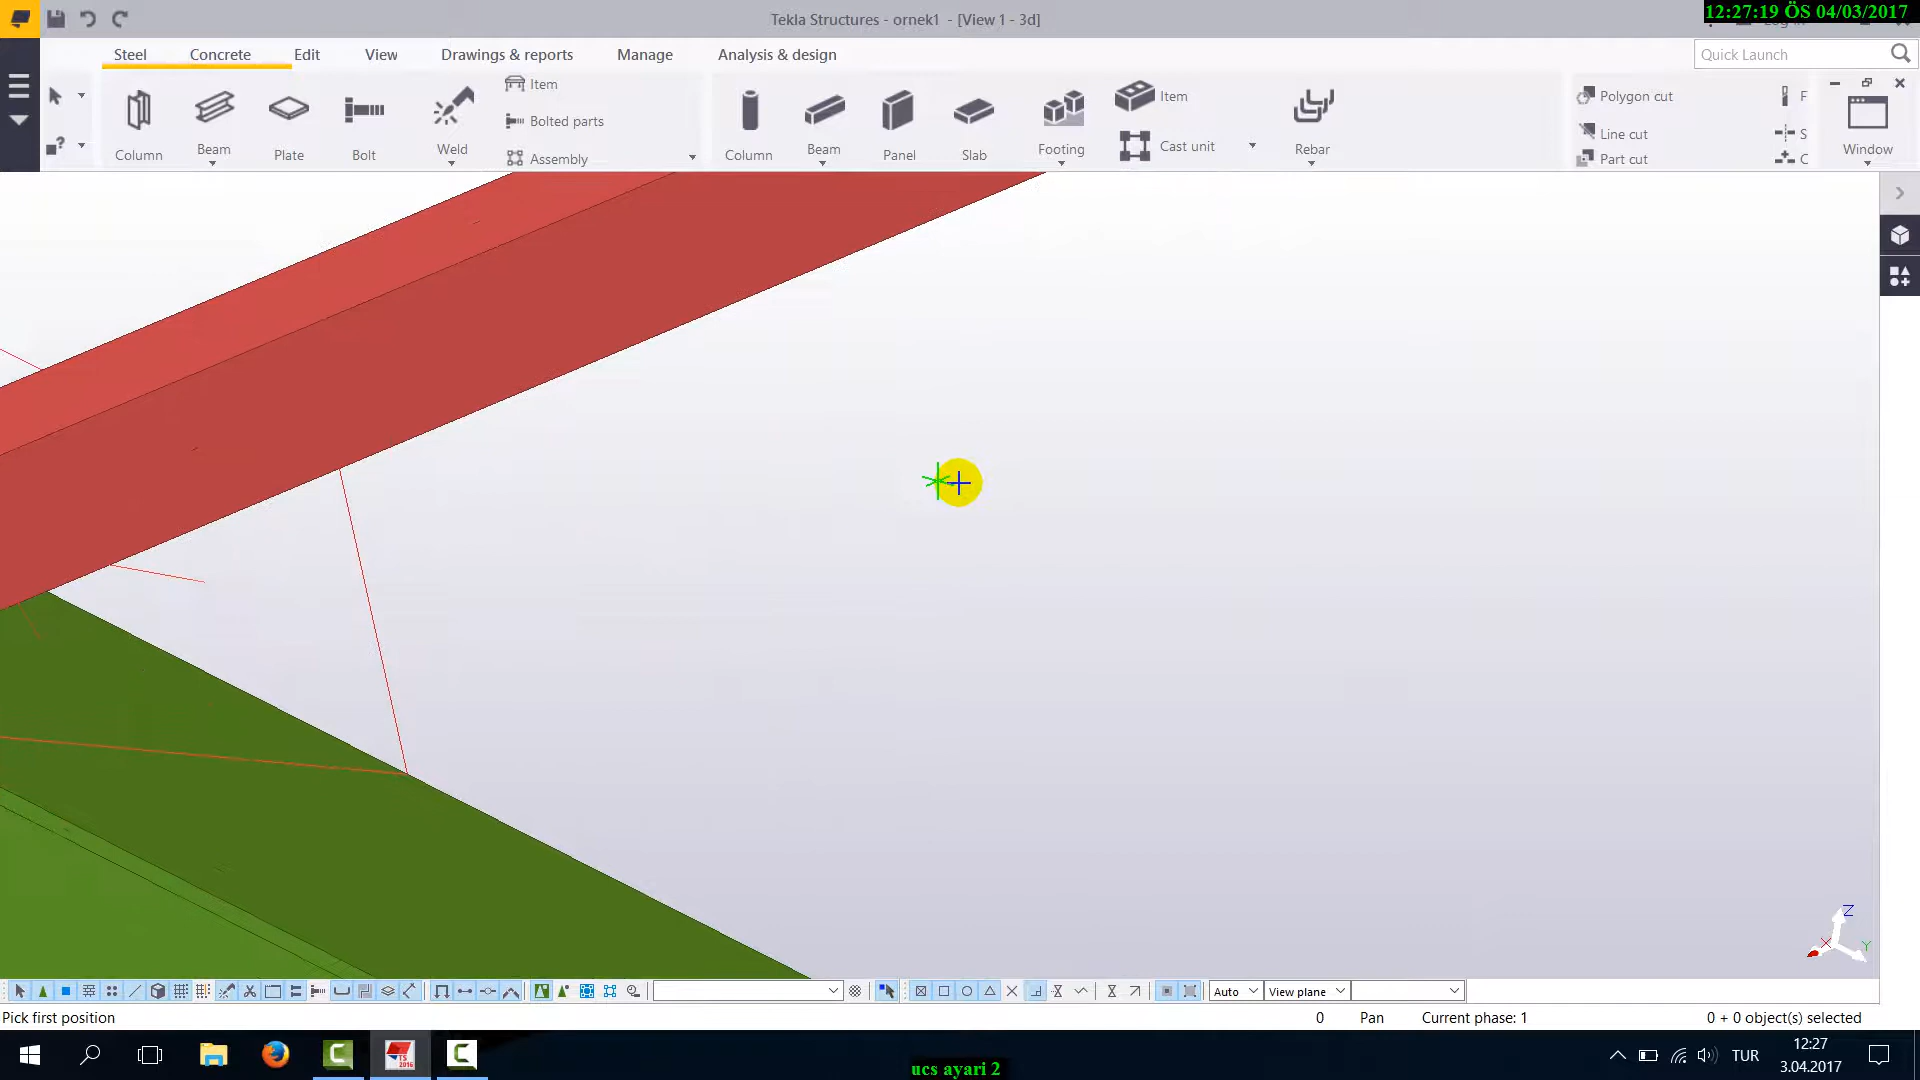 Tekla Structures - ornek1 - [View 1 - 3d]
12:27:19 ÖS 04/03/2017
Steel
Concrete
Edit
View
Drawings & reports
Manage
Analysis & design
Quick Launch
Column
Beam
Plate
Bolt
Weld
Item
Bolted parts
Assembly
Column
Beam
Panel
Slab
Footing
Item
Cast unit
Rebar
Polygon cut
Line cut
Part cut
F
S
C
Window
Z
X
Y
Auto
View plane
Pick first position
0
Pan
Current phase: 1
0 + 0 object(s) selected
TS
2016
TUR
12:27
3.04.2017
ucs ayari 2